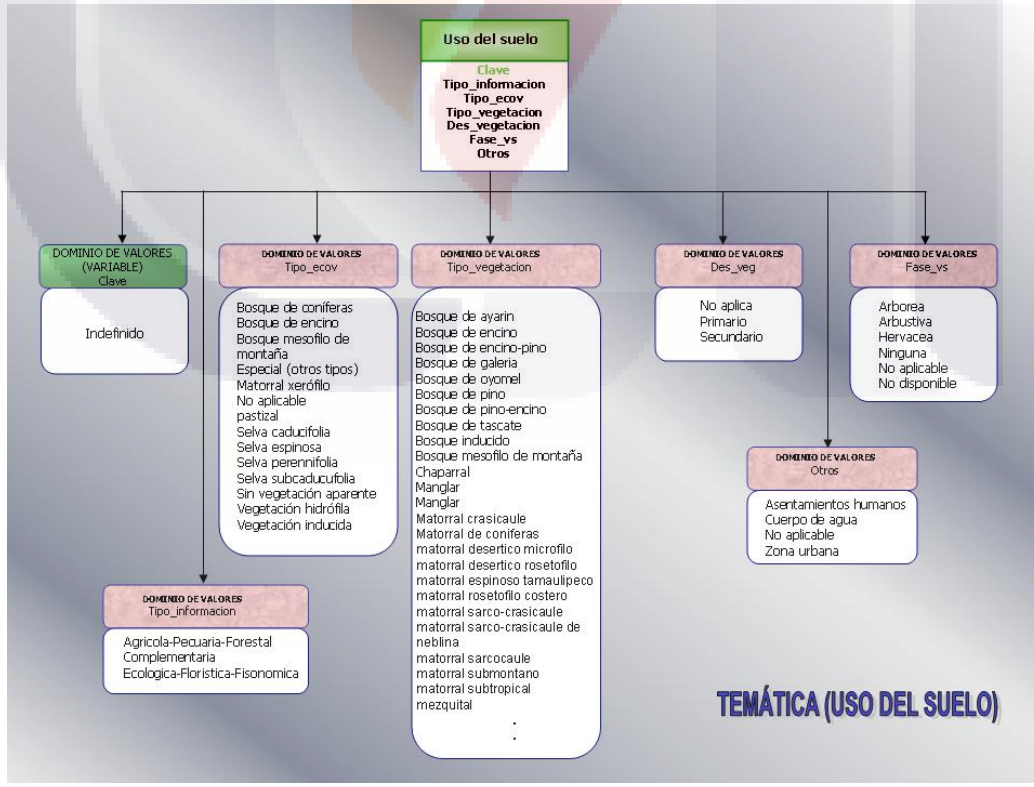 Uso del suelo
Clave
Tipo_informacion
Tipo_ecov
Tipo_vegetacion
Des_vegetacion
Fase_vs
Otros
DOMINIO DE VALORES
(VARIABLE)
Clave
Indefinido
DOMINIO DE VALORES
Tipo_ecov
Bosque de coníferas
Bosque de encino
Bosque mesofilo de
montaña
Especial (otros tipos)
Matorral xerófilo
No aplicable
pastizal
Selva caducifolia
Selva espinosa
Selva perennifolia
Selva subcaducufolia
Sin vegetación aparente
Vegetación hidrófila
Vegetación inducida
DOMINIO DE VALORES
Tipo_vegetacion
Bosque de ayarin
Bosque de encino
Bosque de encino-pino
Bosque de galeria
Bosque de oyomel
Bosque de pino
Bosque de pino-encino
Bosque de tascate
Bosque inducido
Bosque mesofilo de montaña
Chaparral
Manglar
Manglar
Matorral crasicaule
Matorral de coniferas
matorral desertico microfilo
matorral desertico rosetofilo
matorral espinoso tamaulipeco
matorral rosetofilo costero
matorral sarco-crasicaule
matorral sarco-crasicaule de
neblina
matorral sarcocaule
matorral submontano
matorral subtropical
mezquital
.
.
DOMINIO DE VALORES
Des_veg
No aplica
Primario
Secundario
DOMINIO DE VALORES
Fase_vs
Arborea
Arbustiva
Hervacea
Ninguna
No aplicable
No disponible
DOMINIO DE VALORES
Otros
Asentamientos humanos
Cuerpo de agua
No aplicable
Zona urbana
DOMINIO DE VALORES
Tipo_informacion
Agricola-Pecuaria-Forestal
Complementaria
Ecologica-Floristica-Fisonomica
TEMÁTICA (USO DEL SUELO)